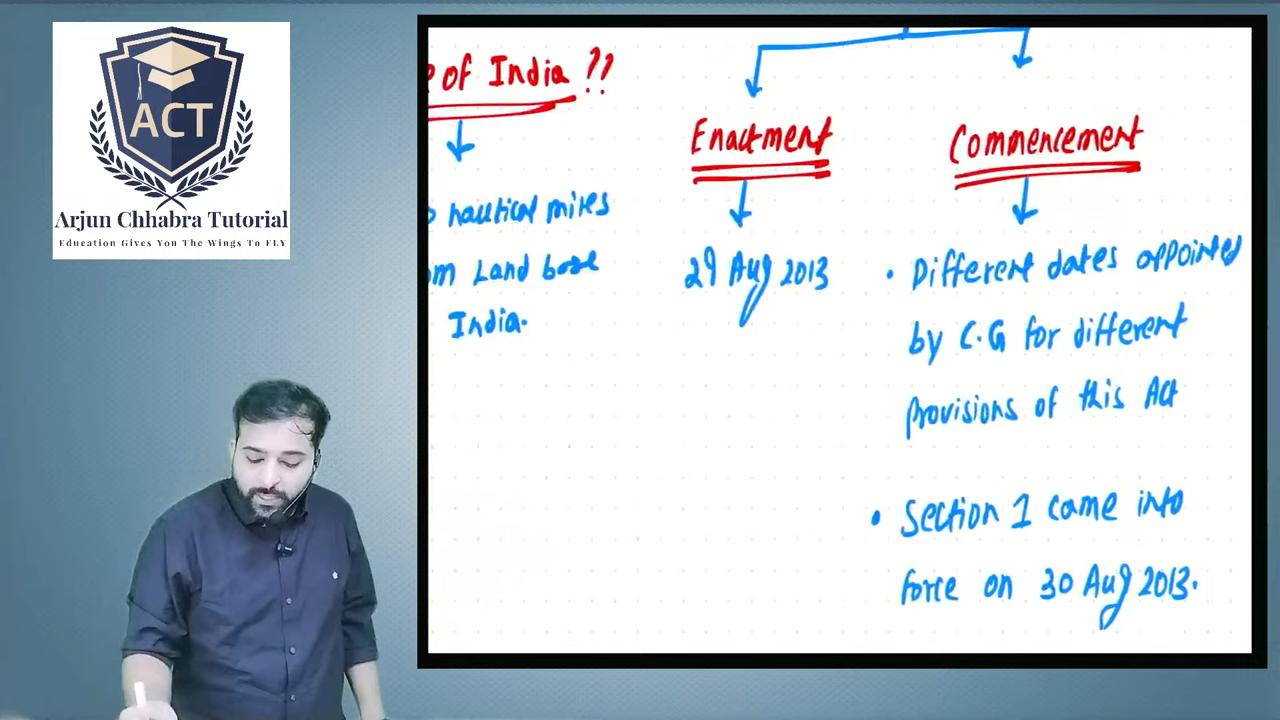 ACT
Arjun Chhabra Tutorial
Education Gives You The Wings To FLY
of India ??
nautical miles
Land base
India.
Enactment
29 Aug 2013
Commencement
• Different dates appointed
by C.G for different
provisions of this Act
• Section 1 came into
force on 30 Aug 2013.